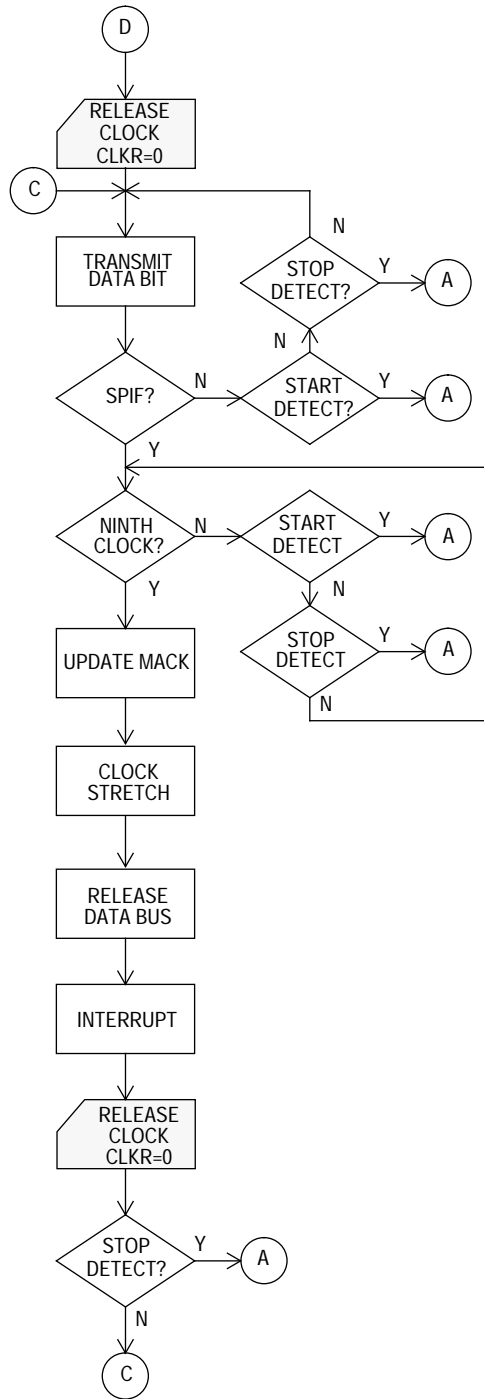 D
RELEASE
CLOCK
CLKR=0
C
N
TRANSMIT
DATA BIT
STOP
DETECT?
Y
A
N
SPIF?
N
START
DETECT?
Y
A
Y
NINTH
CLOCK?
N
START
DETECT
Y
A
Y
N
UPDATE MACK
STOP
DETECT
Y
A
N
CLOCK
STRETCH
RELEASE
DATA BUS
INTERRUPT
RELEASE
CLOCK
CLKR=0
STOP
DETECT?
Y
A
N
C